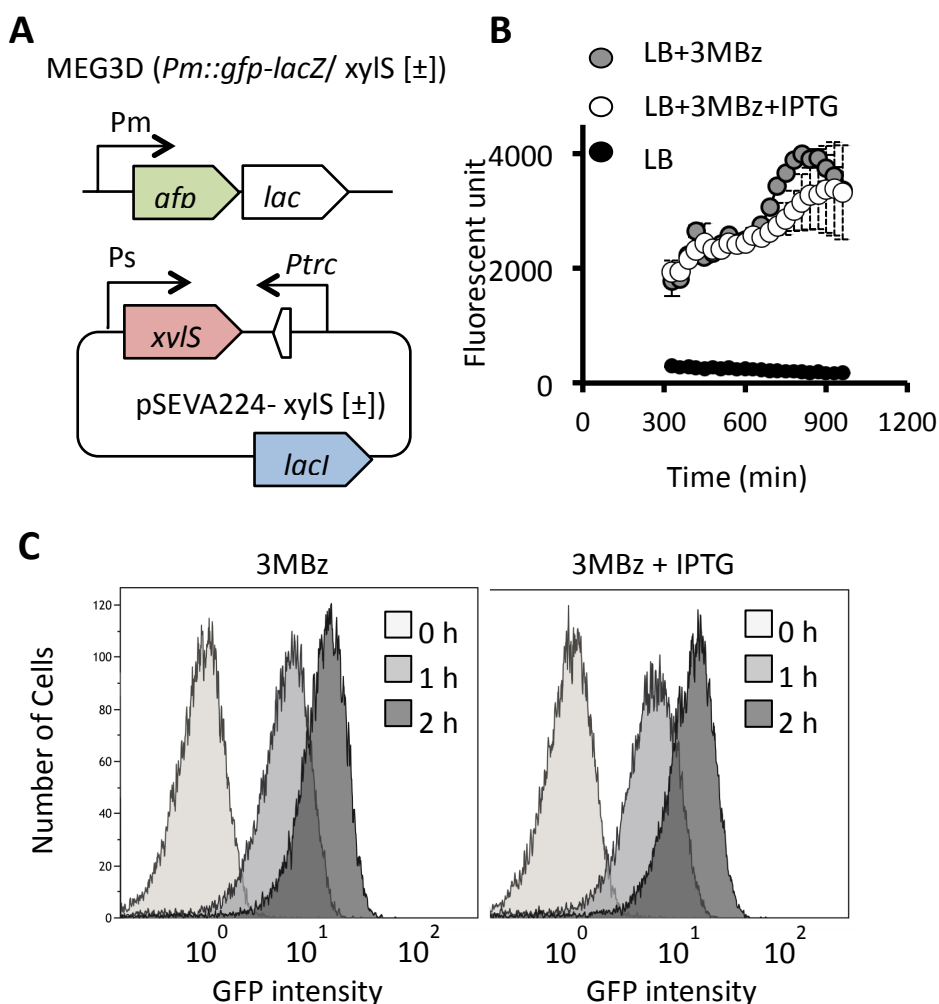 A
MEG3D (Pm::gfp-lacZ/ xylS [±])
Pm
afp
lac
Ps
Ptrc
xylS
pSEVA224- xylS [±])
lacI
B
LB+3MBz
LB+3MBz+IPTG
LB
4000
2000
0
Fluorescent unit
0 300 600 900 1200
Time (min)
C
3MBz
120
100
80
60
40
20
0
Number of Cells
0 h
1 h
2 h
10^0 10^1 10^2
GFP intensity
3MBz + IPTG
0 h
1 h
2 h
10^0 10^1 10^2
GFP intensity